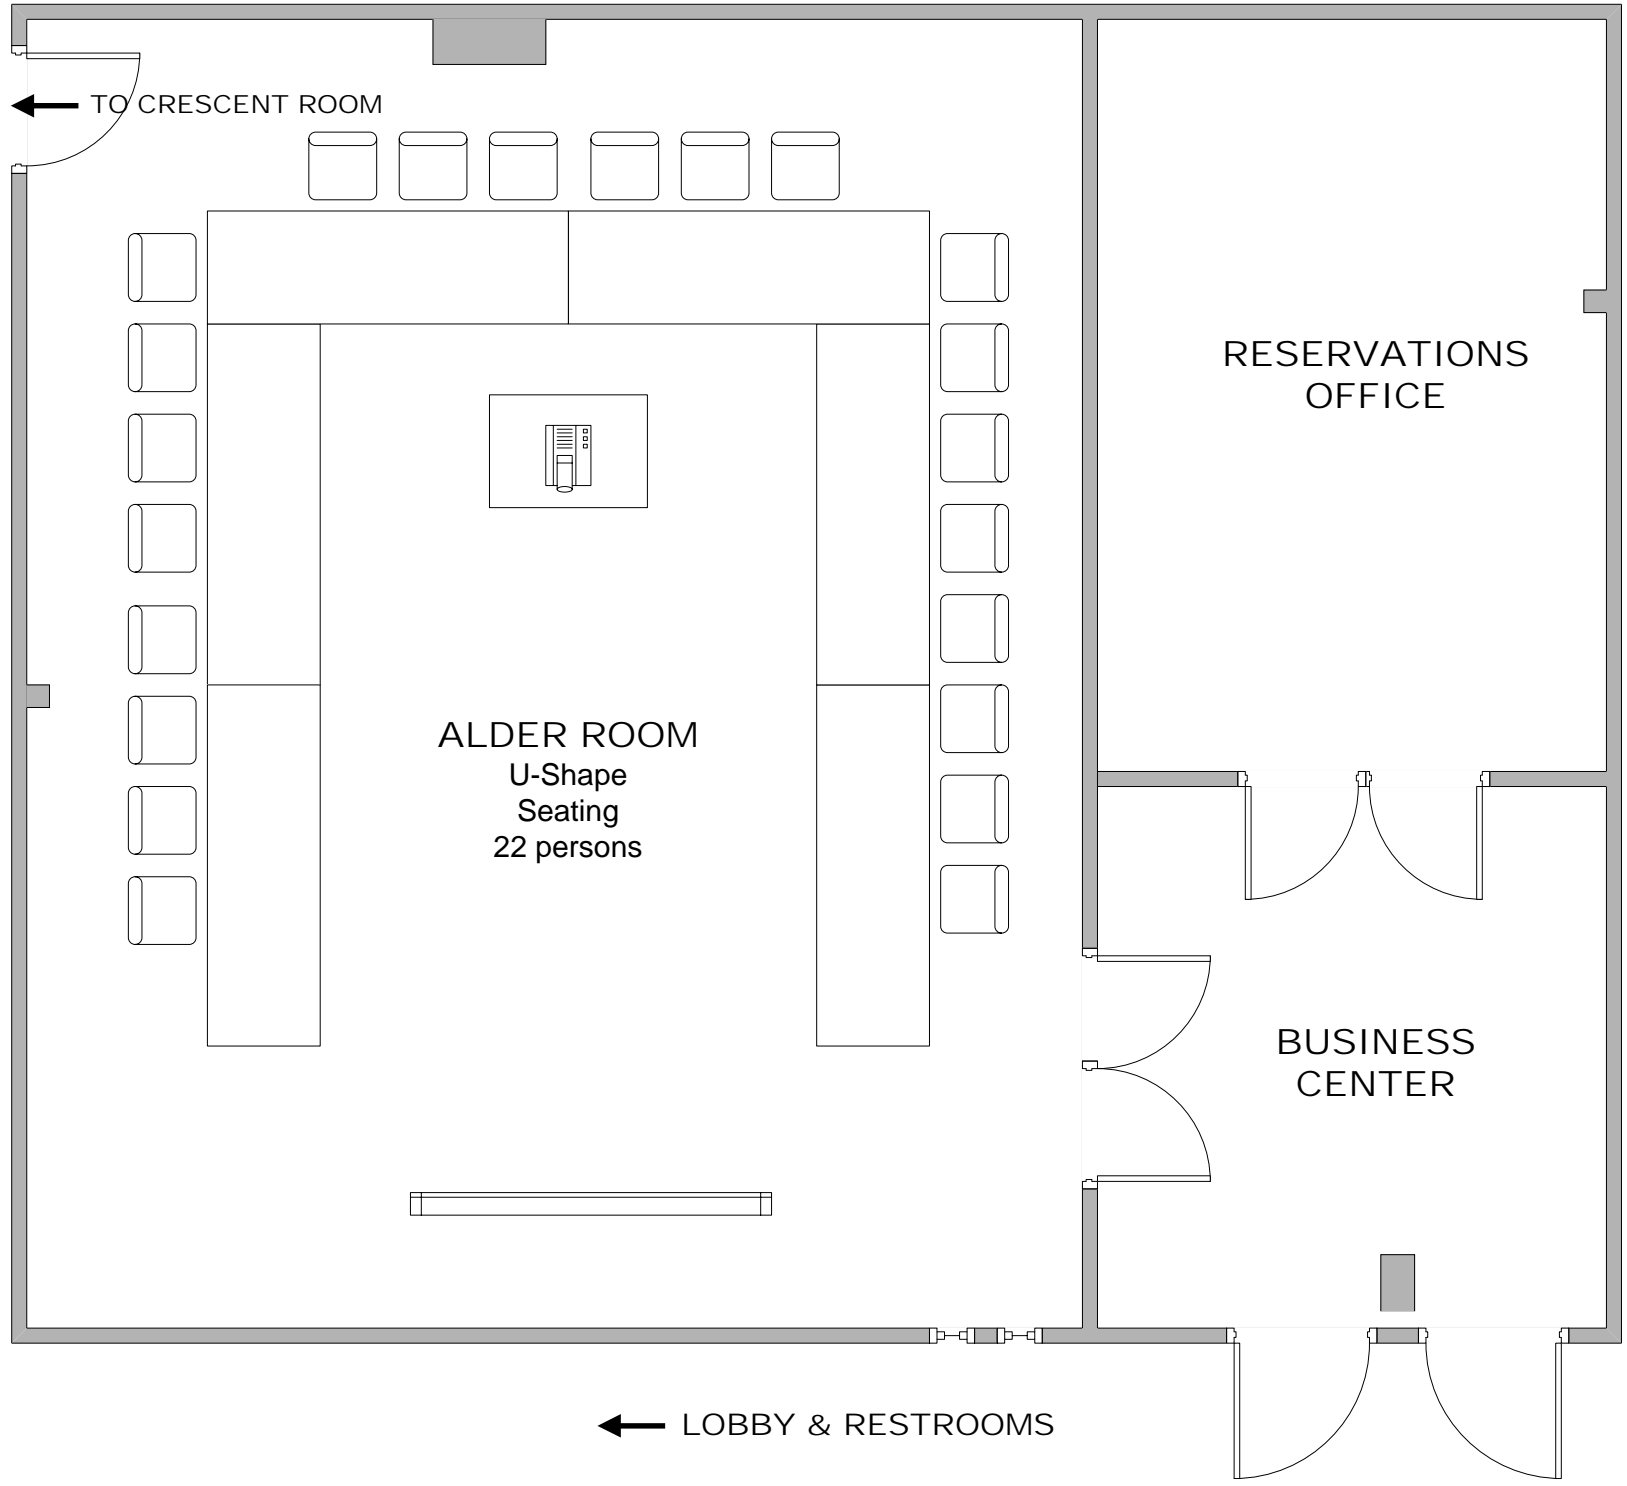 TO CRESCENT ROOM
RESERVATIONS
OFFICE
ALDER ROOM
U-Shape
Seating
22 persons
BUSINESS
CENTER
LOBBY & RESTROOMS